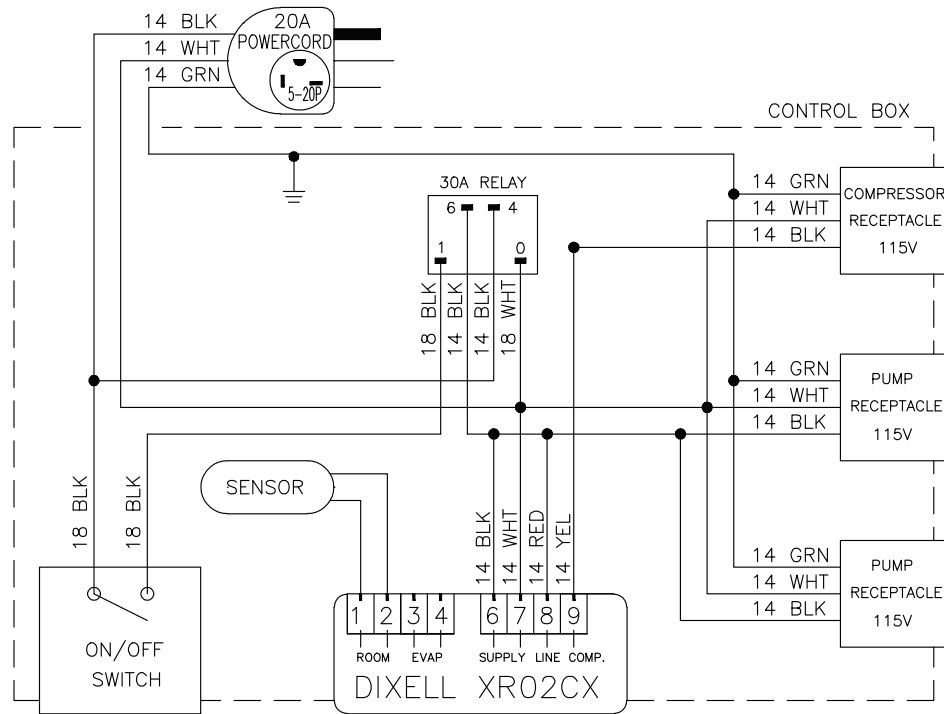 14 BLK
14 WHT
14 GRN
20A
POWERCORD
5-20P
CONTROL BOX
30A RELAY
6 4
1 0
18 BLK
14 BLK
14 BLK
18 WHT
14 GRN
14 WHT
14 BLK
COMPRESSOR
RECEPTACLE
115V
14 GRN
14 WHT
14 BLK
PUMP
RECEPTACLE
115V
18 BLK
18 BLK
SENSOR
14 BLK
14 WHT
14 RED
14 YEL
14 GRN
14 WHT
14 BLK
PUMP
RECEPTACLE
115V
ON/OFF
SWITCH
1 2 3 4 6 7 8 9
ROOM EVAP SUPPLY LINE COMP.
DIXELL XR02CX